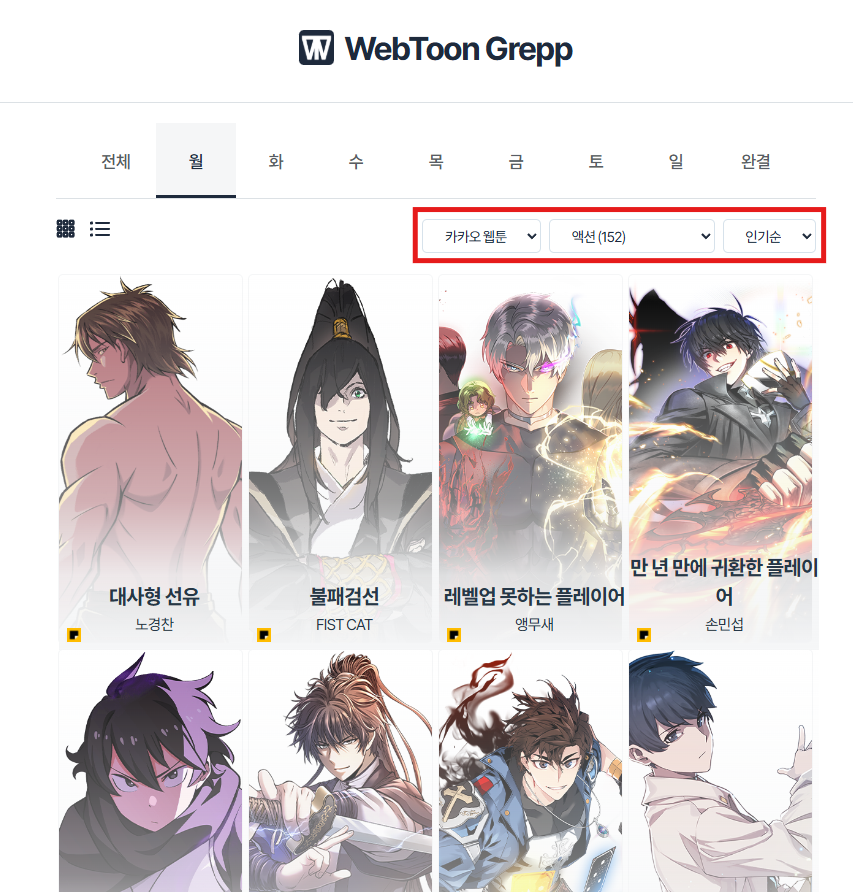 W WebToon Grepp
전체 월 화 수 목 금 토 일 완결
카카오 웹툰 액션 (152) 인기순
대사형 선유
노경찬
불패검선
FIST CAT
레벨업 못하는 플레이어
앵무새
만 년 만에 귀환한 플레이
어
손민섭